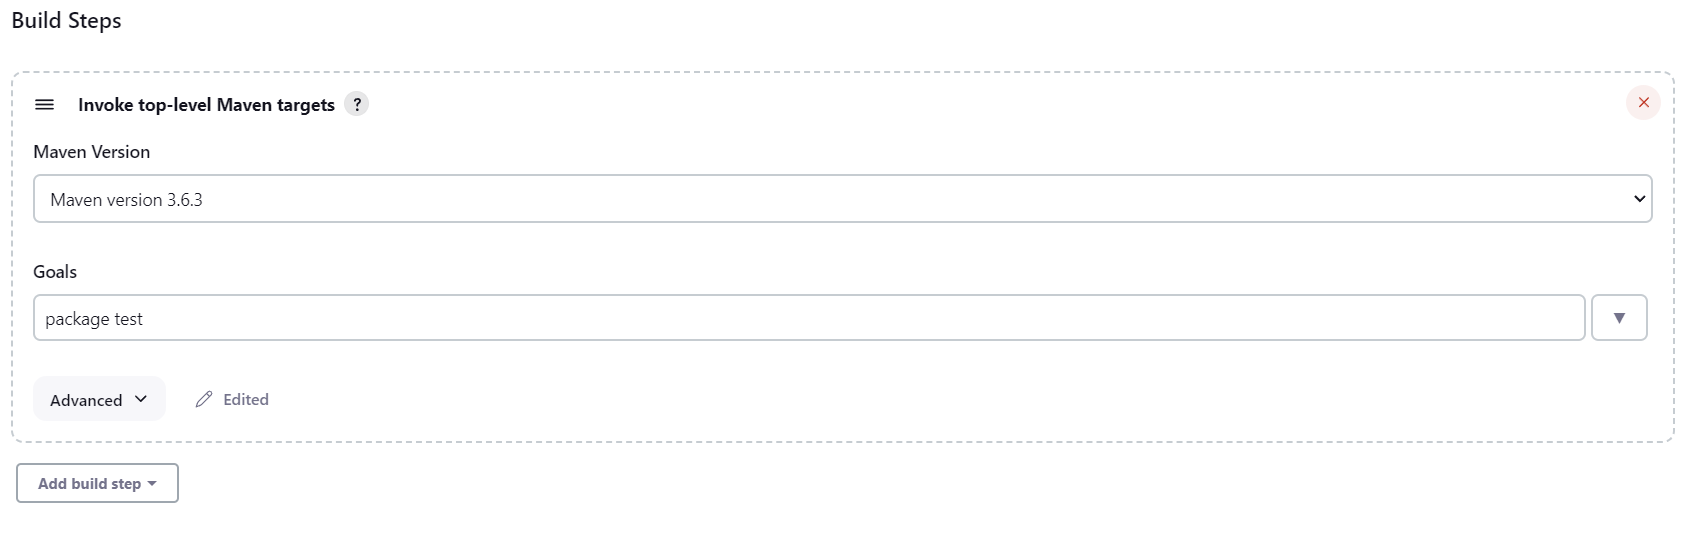 Build Steps
Invoke top-level Maven targets ?
Maven Version
Maven version 3.6.3
Goals
package test
Advanced
Edited
Add build step